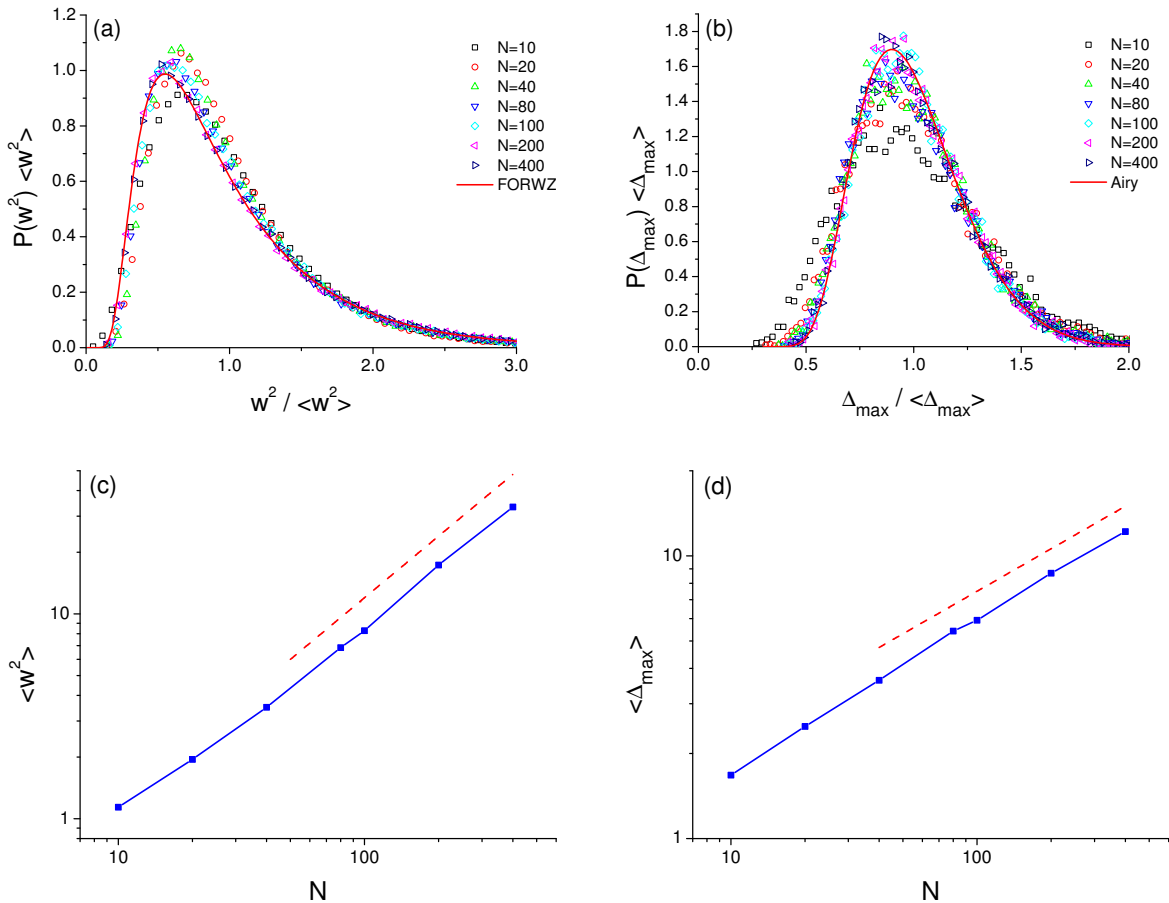 (a)
1.2
1.0
0.8
0.6
0.4
0.2
0.0
P(w²) <w²>
N=10
N=20
N=40
N=80
N=100
N=200
N=400
FORWZ
0.0 1.0 2.0 3.0
w² / <w²>
(b)
1.8
1.6
1.4
1.2
1.0
0.8
0.6
0.4
0.2
0.0
P(Δmax) <Δmax>
N=10
N=20
N=40
N=80
N=100
N=200
N=400
Airy
0.0 0.5 1.0 1.5 2.0
Δmax / <Δmax>
(c)
10
1
<w²>
10 100
N
(d)
10
1
<Δmax>
10 100
N